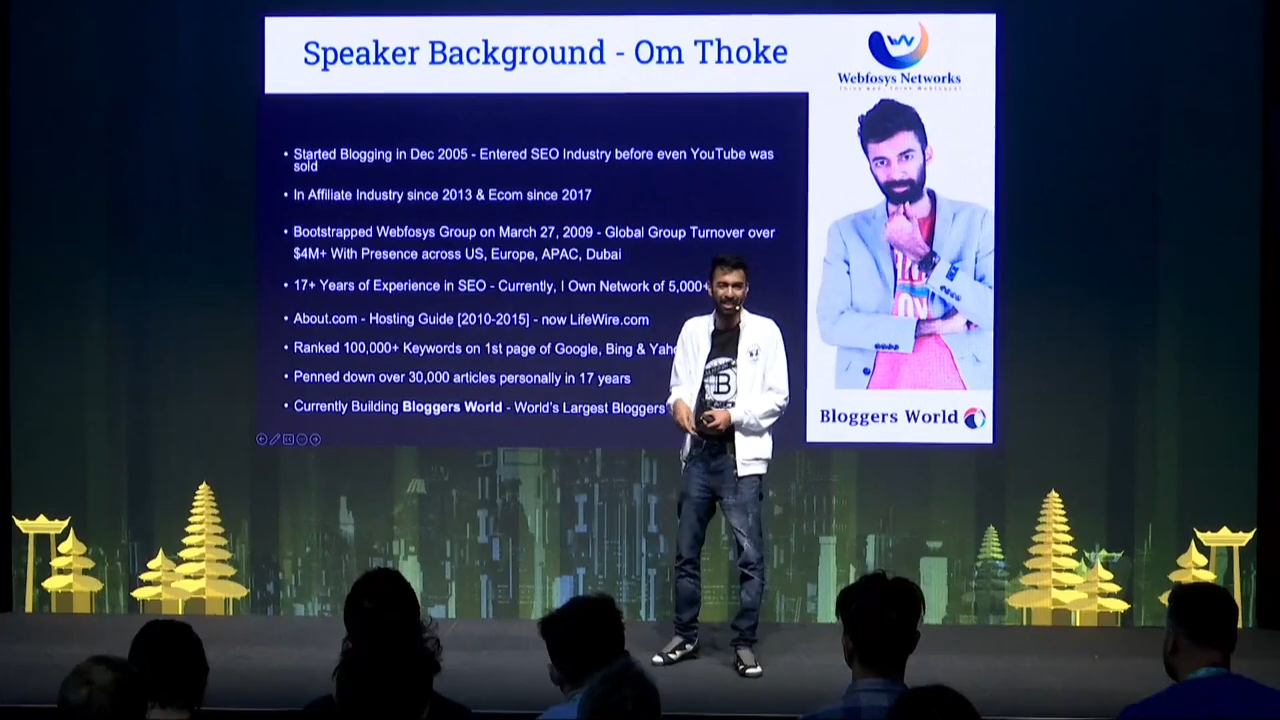 Speaker Background - Om Thoke
Webfosys Networks
• Started Blogging in Dec 2005 - Entered SEO Industry before even YouTube was
sold
• In Affiliate Industry since 2013 & Ecom since 2017
• Bootstrapped Webfosys Group on March 27, 2009 - Global Group Turnover over
$4M+ With Presence across US, Europe, APAC, Dubai
• 17+ Years of Experience in SEO - Currently, I Own Network of 5,000+
• About.com - Hosting Guide [2010-2015] - now LifeWire.com
• Ranked 100,000+ Keywords on 1st page of Google, Bing &
• Penned down over 30,000 articles personally in 17 years
• Currently Building Bloggers World - World's Largest Bloggers
Bloggers World
B